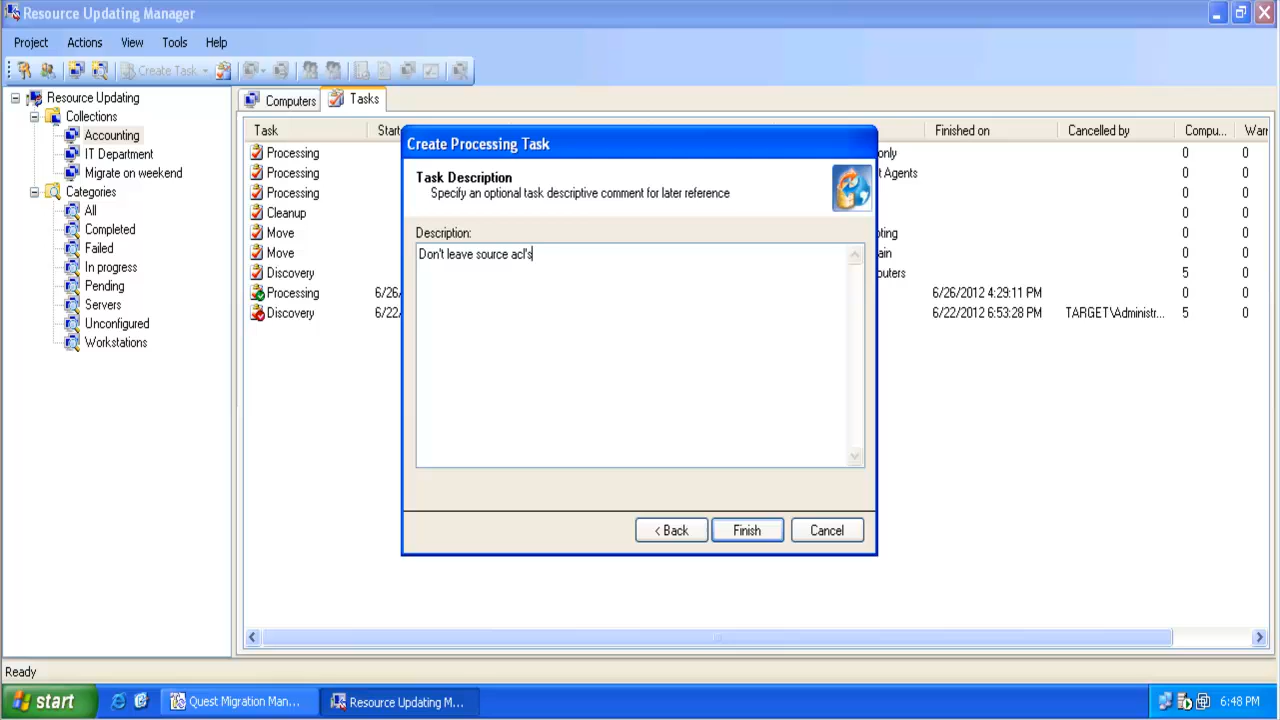 Resource Updating Manager
Project Actions View Tools Help
Create Task
Resource Updating
Collections
Accounting
IT Department
Migrate on weekend
Categories
All
Completed
Failed
In progress
Pending
Servers
Unconfigured
Workstations
Computers Tasks
Task Starte Finished on Cancelled by Compu... Warr
Processing only 0 0
Processing t Agents 0 0
Processing 0 0
Cleanup 0 0
Move oting 0 0
Move ain 0 0
Discovery outers 5 0
Processing 6/26/ 6/26/2012 4:29:11 PM 0 0
Discovery 6/22/ 6/22/2012 6:53:28 PM TARGET\Administr... 5 0
Create Processing Task
Task Description
Specify an optional task descriptive comment for later reference
Description:
Don't leave source acl's
< Back Finish Cancel
Ready
start Quest Migration Man... Resource Updating M... 6:48 PM